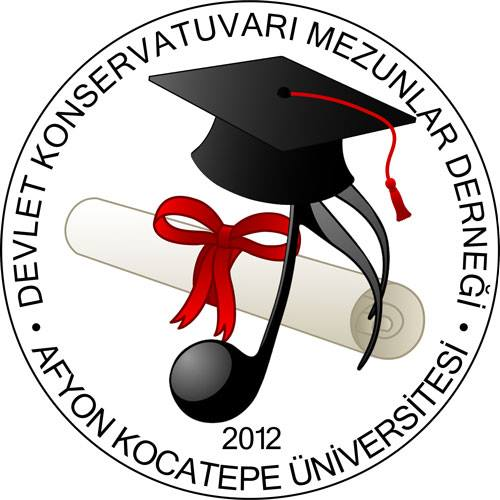 DEVLET KONSERVATUVARI MEZUNLAR DERNEĞİ
• AFYON KOCATEPE ÜNİVERSİTESİ •
2012